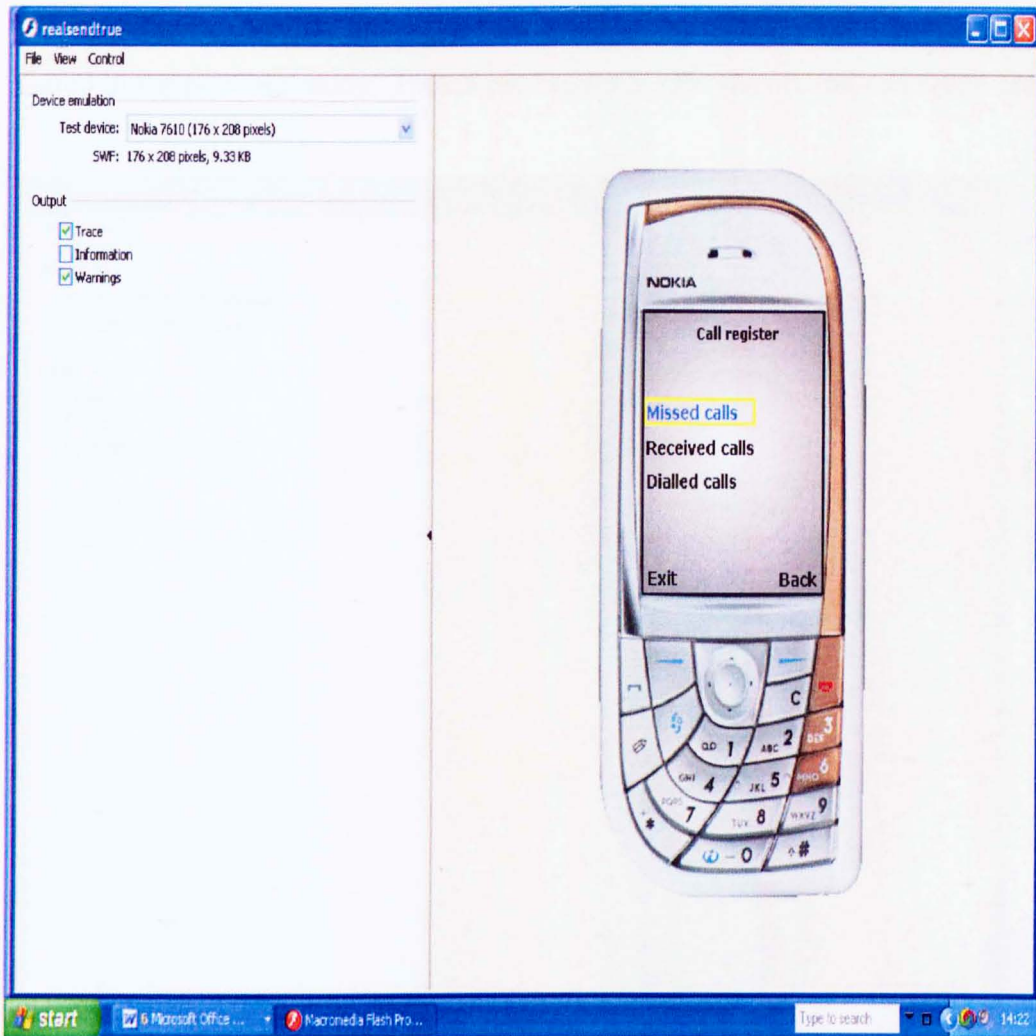 realsendtrue
File View Control
Device emulation
Test device: Nokia 7610 (176 x 208 pixels)
SWF: 176 x 208 pixels, 9.33 KB
Output
Trace
Information
Warnings
NOKIA
Call register
Missed calls
Received calls
Dialled calls
Exit Back
C
1 ABC 2 DEF 3
GHI 4 JKL 5 MNO 6
PQRS 7 TUV 8 WXYZ 9
* 0 #
start 6 Microsoft Office ... Macromedia Flash Pro... Type to search 14:22